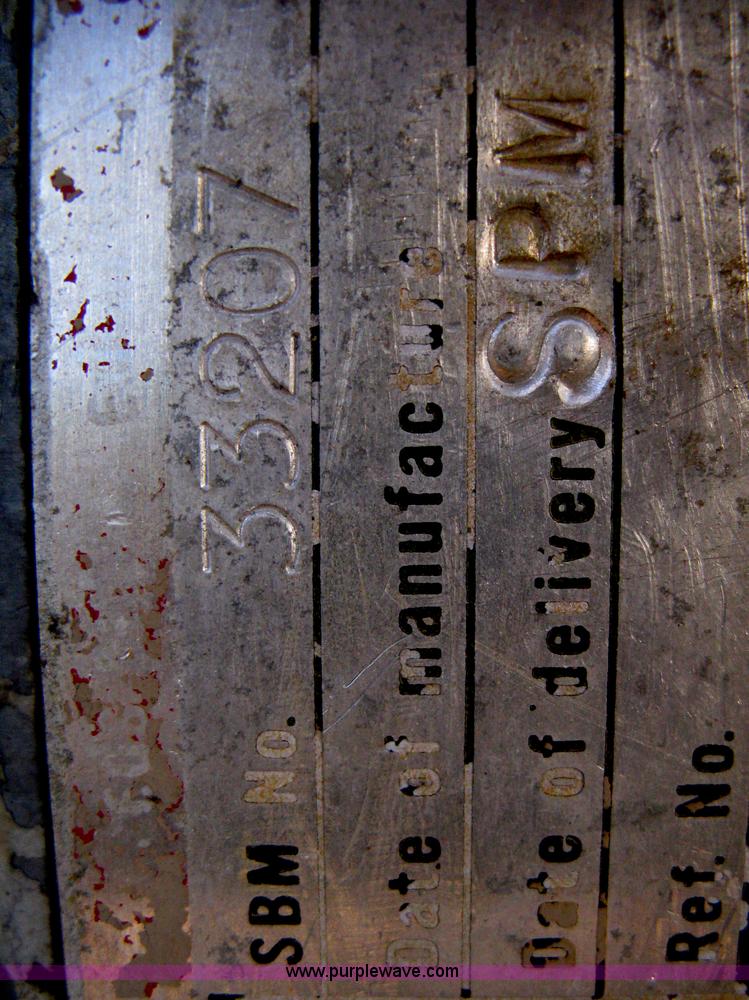 SBM No. 33207
Date of manufacture
Date of delivery SPM
Ref. No.
www.purplewave.com